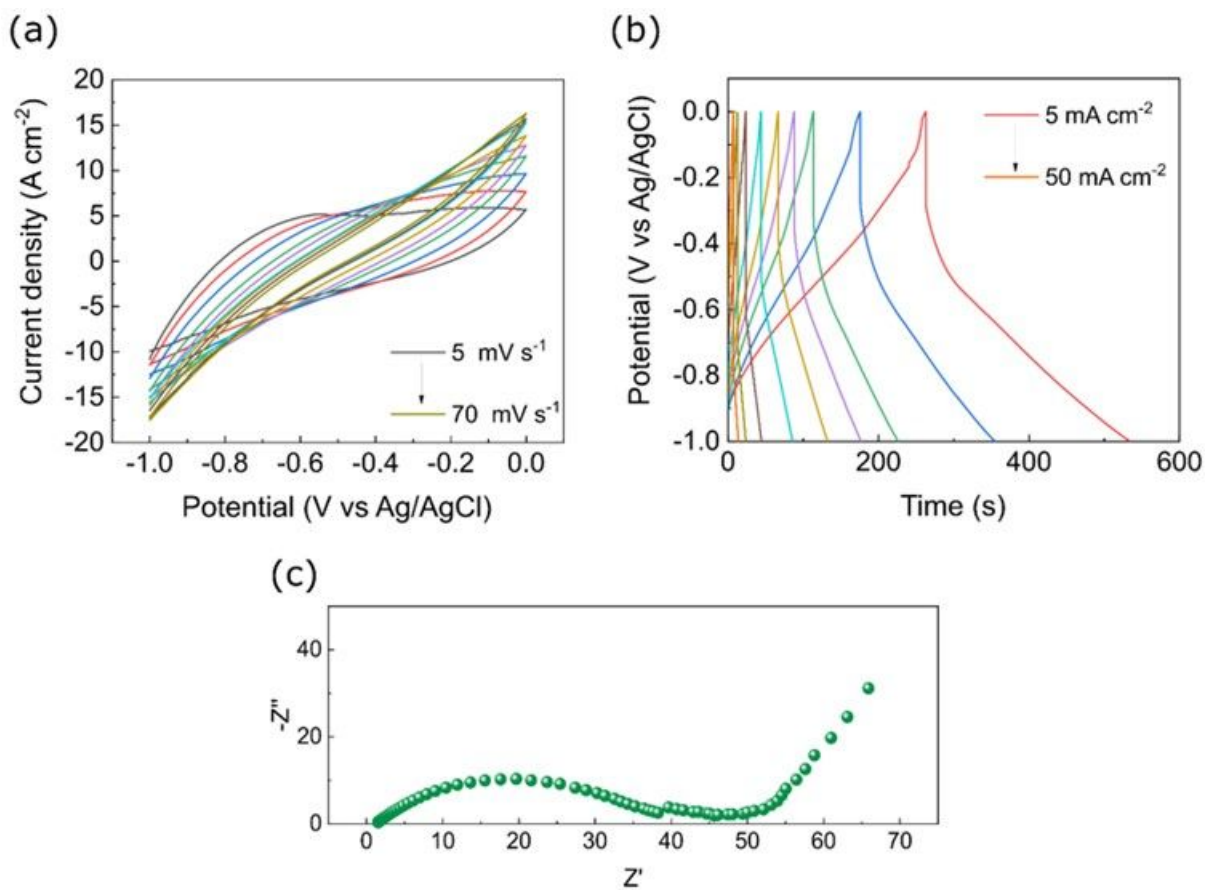 (a)
Current density (A cm⁻²)
20
15
10
5
0
-5
-10
-15
-20
5 mV s⁻¹
70 mV s⁻¹
-1.0 -0.8 -0.6 -0.4 -0.2 0.0
Potential (V vs Ag/AgCl)
(b)
Potential (V vs Ag/AgCl)
0.0
-0.2
-0.4
-0.6
-0.8
-1.0
5 mA cm⁻²
50 mA cm⁻²
0 200 400 600
Time (s)
(c)
-Z"
40
20
0
0 10 20 30 40 50 60 70
Z'